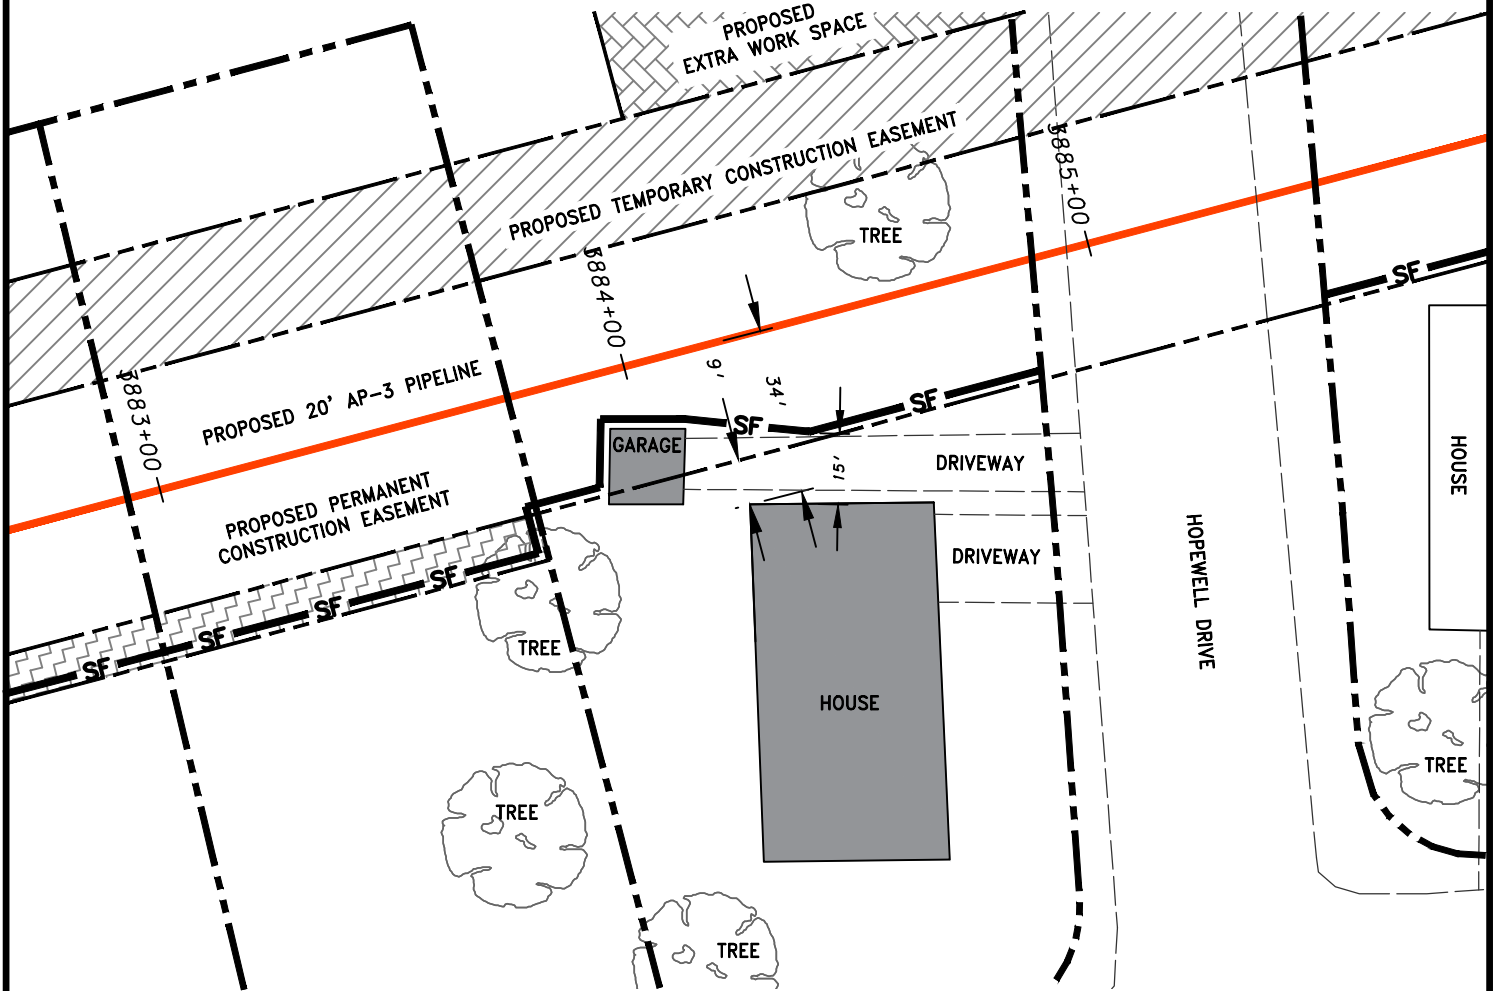 PROPOSED
EXTRA WORK SPACE
PROPOSED TEMPORARY CONSTRUCTION EASEMENT
3885+00
TREE
3884+00
SF
PROPOSED 20' AP-3 PIPELINE
3883+00
9'
34'
SF
SF
GARAGE
15'
DRIVEWAY
HOUSE
PROPOSED PERMANENT
CONSTRUCTION EASEMENT
DRIVEWAY
HOPEWELL DRIVE
SF
SF
SF
SF
TREE
HOUSE
TREE
TREE
TREE